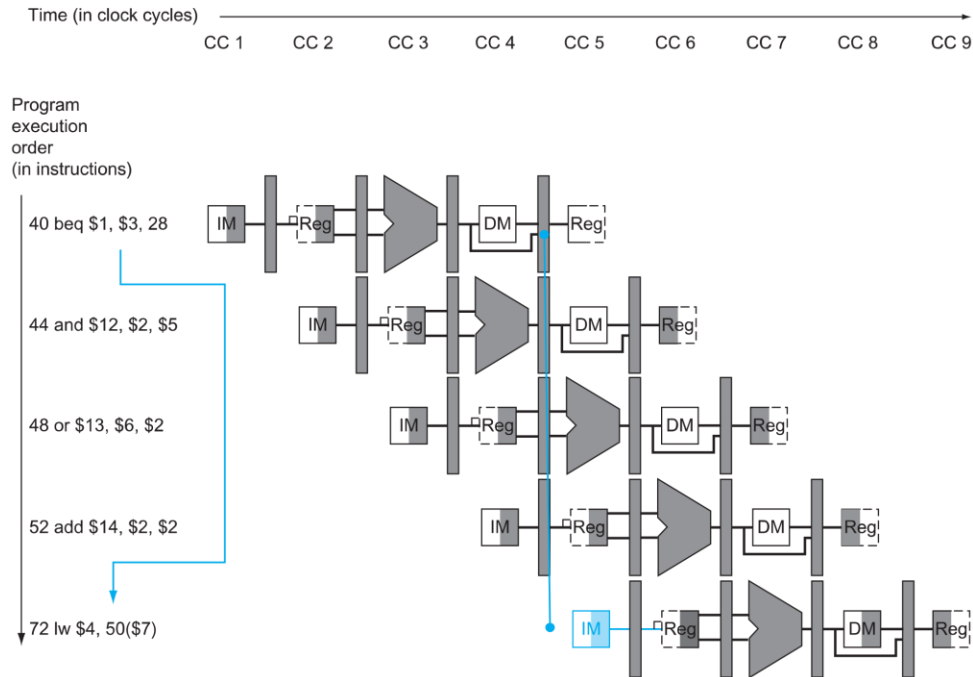 Time (in clock cycles)
CC 1 CC 2 CC 3 CC 4 CC 5 CC 6 CC 7 CC 8 CC 9
Program
execution
order
(in instructions)
40 beq $1, $3, 28
IM Reg DM Reg
44 and $12, $2, $5
IM Reg DM Reg
48 or $13, $6, $2
IM Reg DM Reg
52 add $14, $2, $2
IM Reg DM Reg
72 lw $4, 50($7)
IM Reg DM Reg